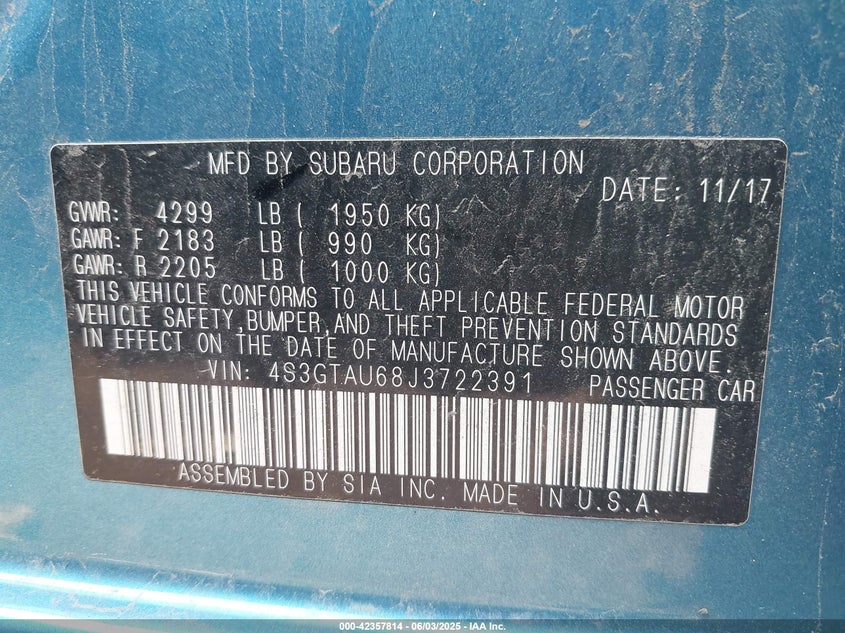 MFD BY SUBARU CORPORATION
DATE: 11/17
GVWR: 4299 LB ( 1950 KG)
GAWR: F 2183 LB ( 990 KG)
GAWR: R 2205 LB ( 1000 KG)
THIS VEHICLE CONFORMS TO ALL APPLICABLE FEDERAL MOTOR
VEHICLE SAFETY,BUMPER,AND THEFT PREVENTION STANDARDS
IN EFFECT ON THE DATE OF MANUFACTURE SHOWN ABOVE.
VIN: 4S3GTAU68J3722391 PASSENGER CAR
ASSEMBLED BY SIA INC. MADE IN U.S.A.
000-42357814 - 06/03/2025 - IAA Inc.